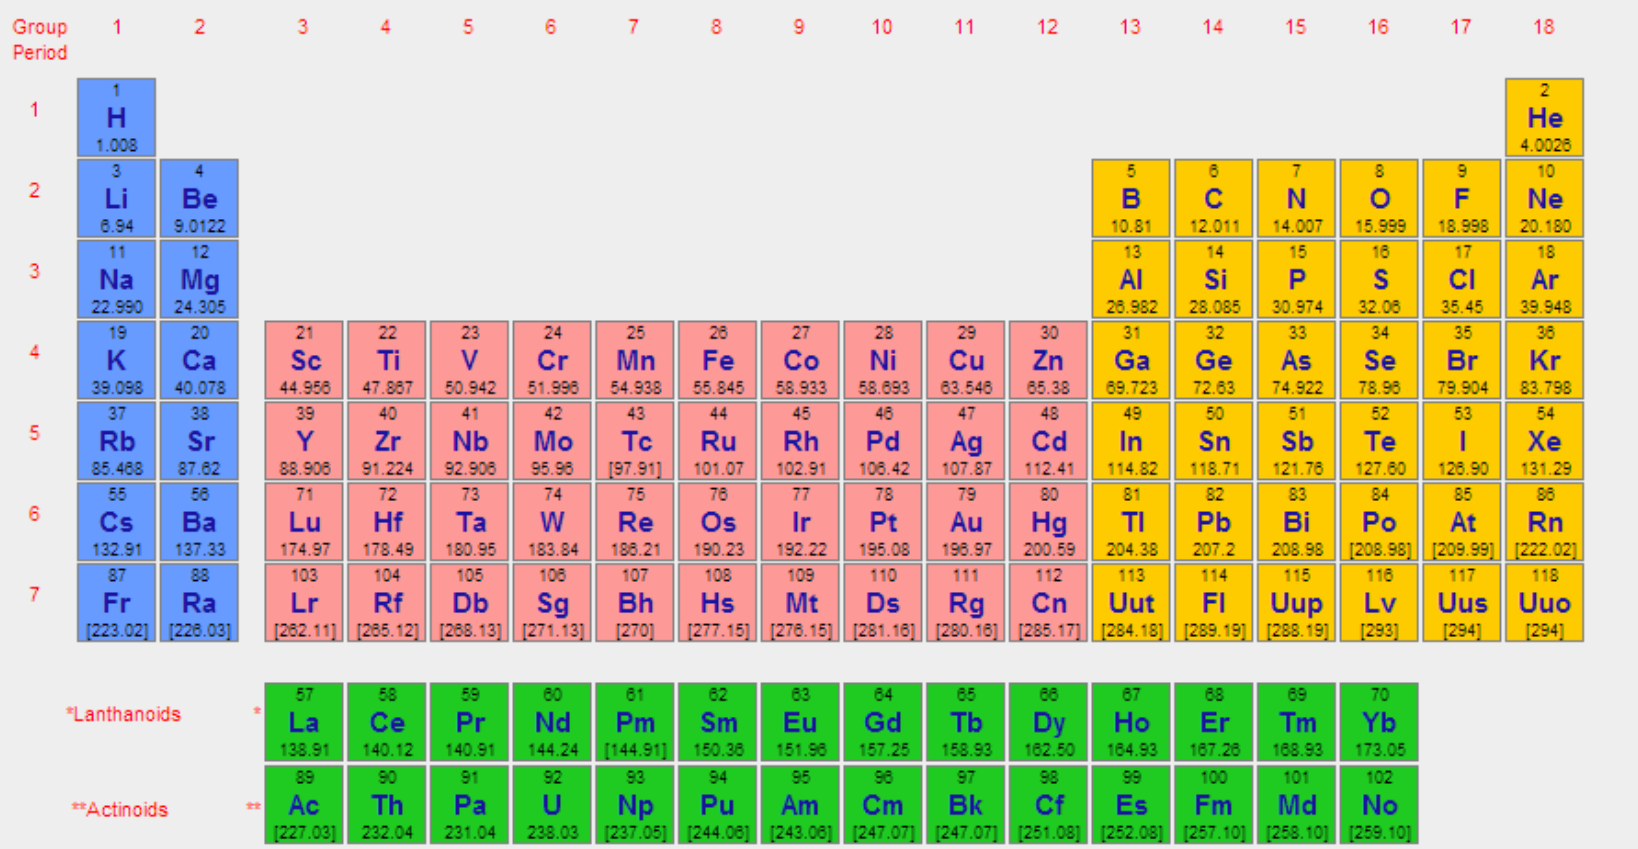 Group 1 2 3 4 5 6 7 8 9 10 11 12 13 14 15 16 17 18
Period
1 2
1 H He
1.008 4.0026
3 4 5 6 7 8 9 10
2 Li Be B C N O F Ne
6.94 9.0122 10.81 12.011 14.007 15.999 18.998 20.180
11 12 13 14 15 16 17 18
3 Na Mg Al Si P S Cl Ar
22.990 24.305 26.982 28.085 30.974 32.06 35.45 39.948
19 20 21 22 23 24 25 26 27 28 29 30 31 32 33 34 35 36
4 K Ca Sc Ti V Cr Mn Fe Co Ni Cu Zn Ga Ge As Se Br Kr
39.098 40.078 44.956 47.867 50.942 51.996 54.938 55.845 58.933 58.693 63.546 65.38 69.723 72.63 74.922 78.96 79.904 83.798
37 38 39 40 41 42 43 44 45 46 47 48 49 50 51 52 53 54
5 Rb Sr Y Zr Nb Mo Tc Ru Rh Pd Ag Cd In Sn Sb Te I Xe
85.468 87.62 88.906 91.224 92.906 95.96 [97.91] 101.07 102.91 106.42 107.87 112.41 114.82 118.71 121.76 127.60 126.90 131.29
55 56 71 72 73 74 75 76 77 78 79 80 81 82 83 84 85 86
6 Cs Ba Lu Hf Ta W Re Os Ir Pt Au Hg Tl Pb Bi Po At Rn
132.91 137.33 174.97 178.49 180.95 183.84 186.21 190.23 192.22 195.08 196.97 200.59 204.38 207.2 208.98 [208.98] [209.99] [222.02]
87 88 103 104 105 106 107 108 109 110 111 112 113 114 115 116 117 118
7 Fr Ra Lr Rf Db Sg Bh Hs Mt Ds Rg Cn Uut Fl Uup Lv Uus Uuo
[223.02] [226.03] [262.11] [265.12] [268.13] [271.13] [270] [277.15] [276.15] [281.16] [280.16] [285.17] [284.18] [289.19] [288.19] [293] [294] [294]
57 58 59 60 61 62 63 64 65 66 67 68 69 70
*Lanthanoids * La Ce Pr Nd Pm Sm Eu Gd Tb Dy Ho Er Tm Yb
138.91 140.12 140.91 144.24 [144.91] 150.36 151.96 157.25 158.93 162.50 164.93 167.26 168.93 173.05
89 90 91 92 93 94 95 96 97 98 99 100 101 102
**Actinoids ** Ac Th Pa U Np Pu Am Cm Bk Cf Es Fm Md No
[227.03] 232.04 231.04 238.03 [237.05] [244.06] [243.06] [247.07] [247.07] [251.08] [252.08] [257.10] [258.10] [259.10]